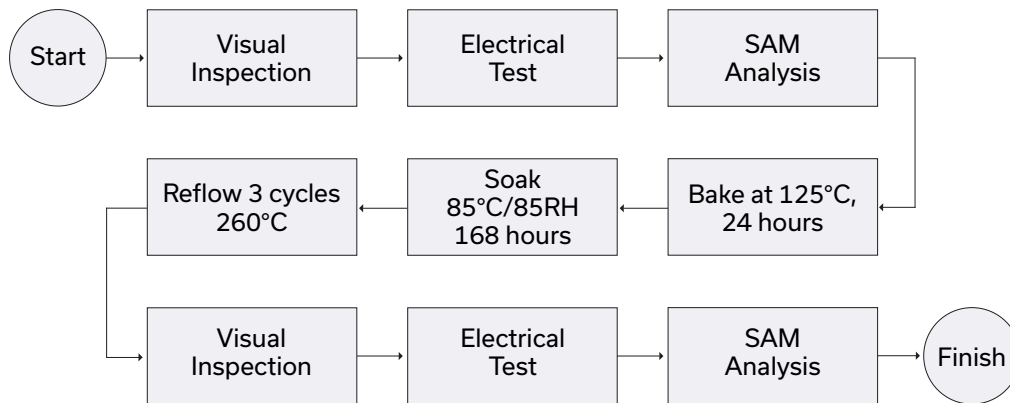 Start
Visual
Inspection
Electrical
Test
SAM
Analysis
Bake at 125°C,
24 hours
Soak
85°C/85RH
168 hours
Reflow 3 cycles
260°C
Visual
Inspection
Electrical
Test
SAM
Analysis
Finish